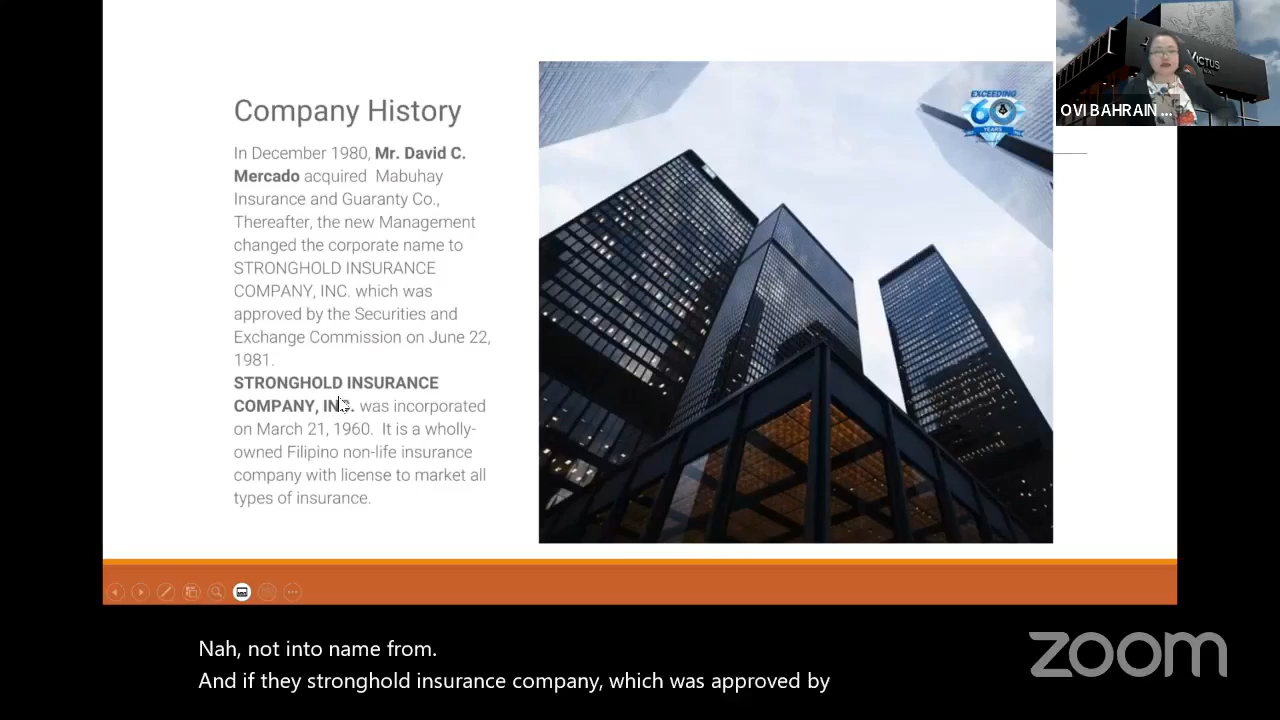 Company History
In December 1980, Mr. David C.
Mercado acquired Mabuhay
Insurance and Guaranty Co.,
Thereafter, the new Management
changed the corporate name to
STRONGHOLD INSURANCE
COMPANY, INC. which was
approved by the Securities and
Exchange Commission on June 22,
1981.
STRONGHOLD INSURANCE
COMPANY, INC. was incorporated
on March 21, 1960. It is a wholly-
owned Filipino non-life insurance
company with license to market all
types of insurance.
EXCEEDING
60
YEARS
VICTUS
OVI BAHRAIN ...
Nah, not into name from.
And if they stronghold insurance company, which was approved by
zoom